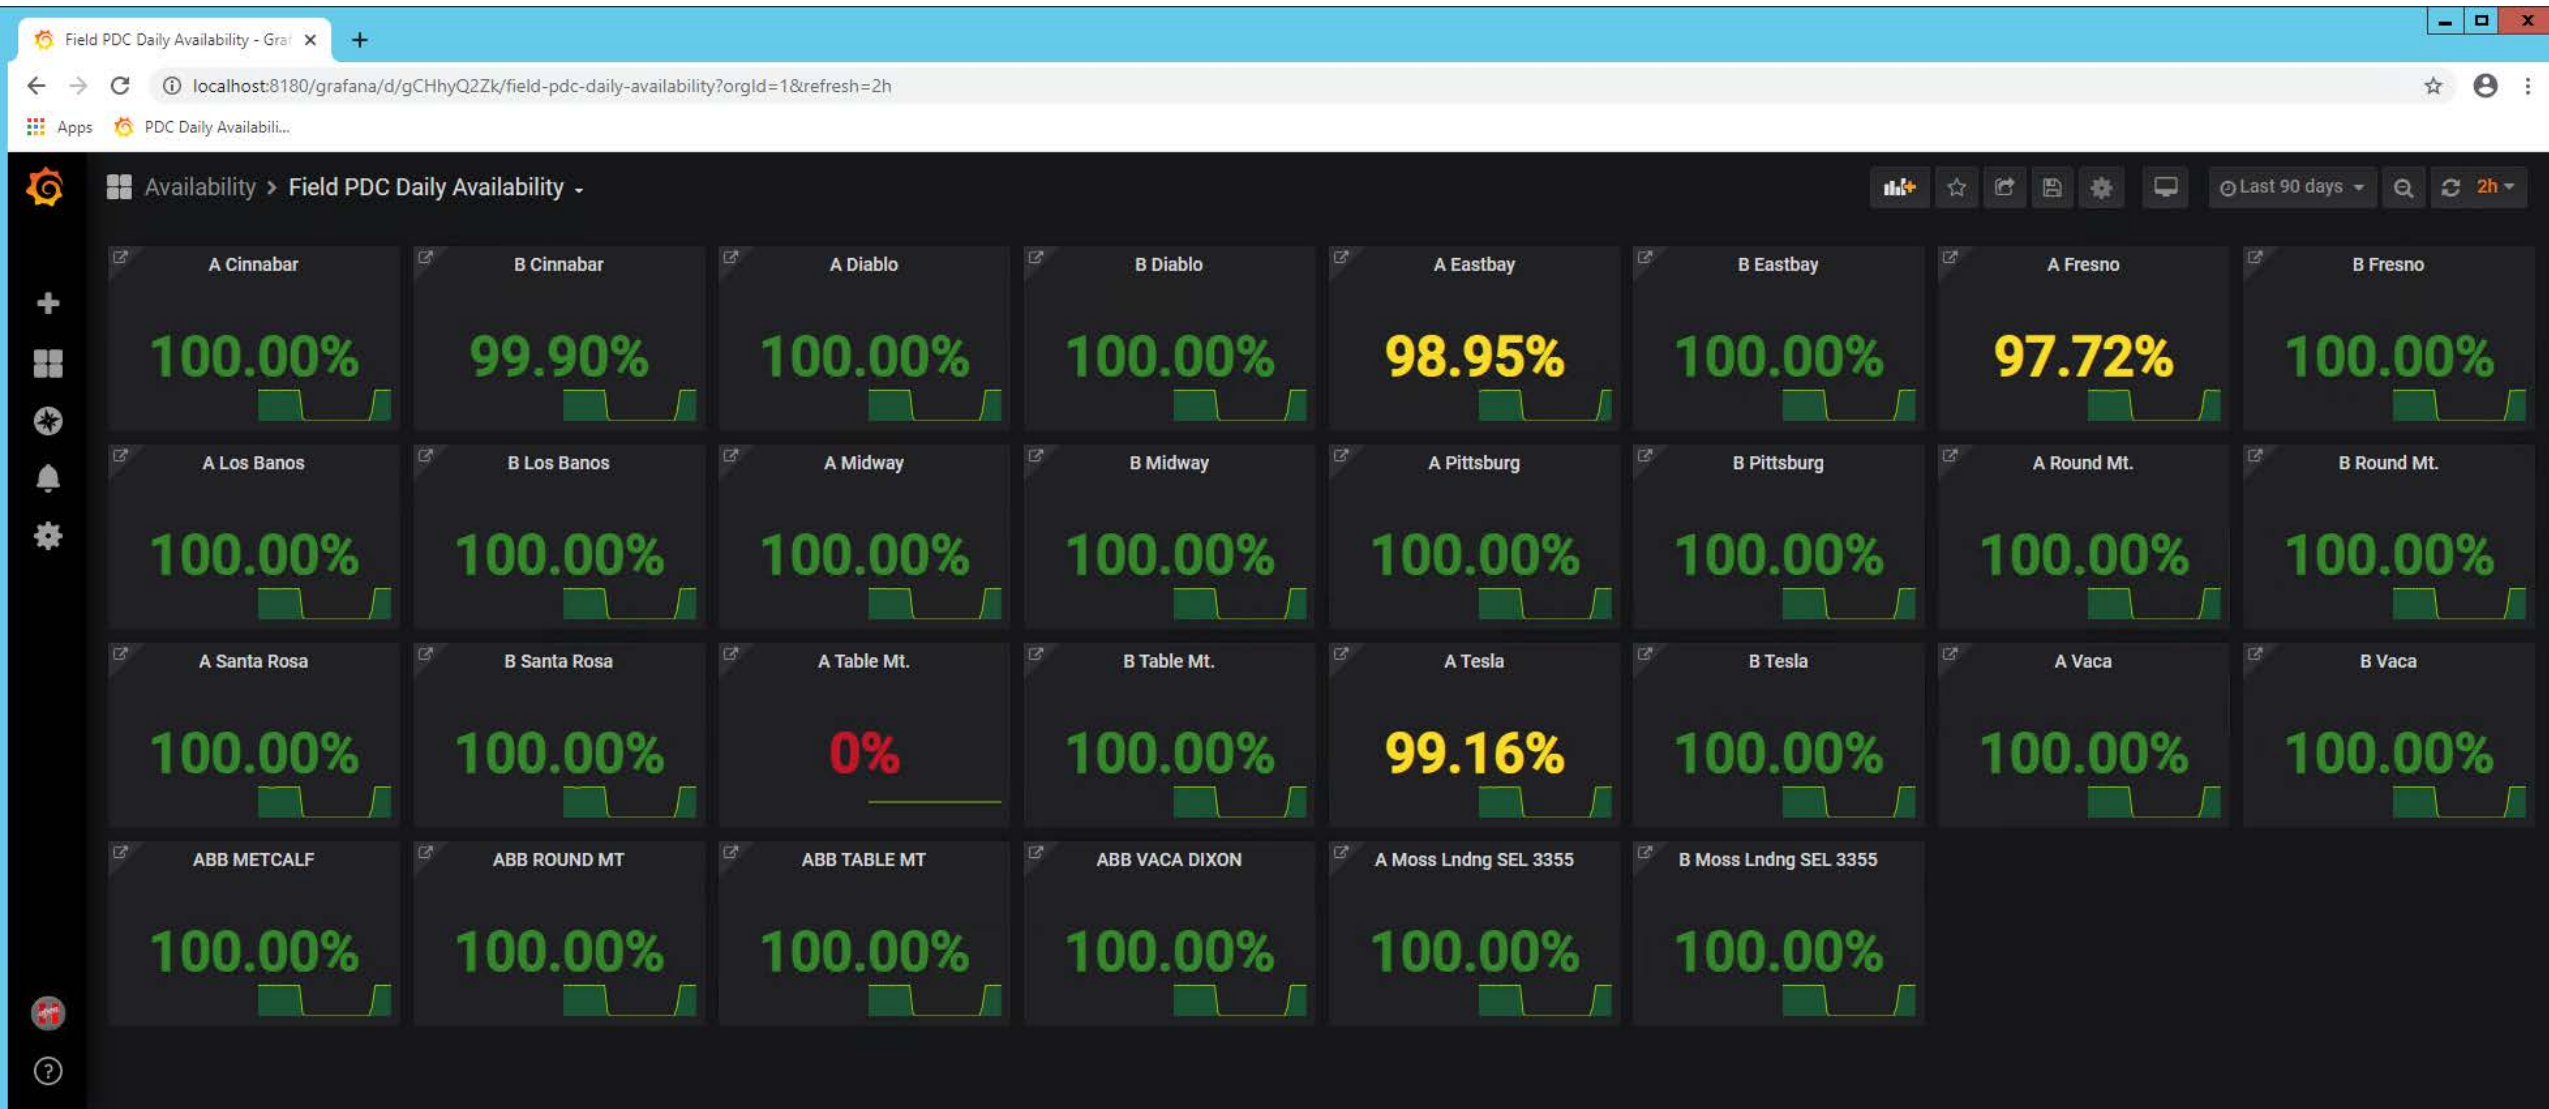 Field PDC Daily Availability - Graf
localhost:8180/grafana/d/gCHhyQ2Zk/field-pdc-daily-availability?orgId=1&refresh=2h
Apps PDC Daily Availabili...
Availability > Field PDC Daily Availability
Last 90 days 2h
A Cinnabar B Cinnabar A Diablo B Diablo A Eastbay B Eastbay A Fresno B Fresno
100.00% 99.90% 100.00% 100.00% 98.95% 100.00% 97.72% 100.00%
A Los Banos B Los Banos A Midway B Midway A Pittsburg B Pittsburg A Round Mt. B Round Mt.
100.00% 100.00% 100.00% 100.00% 100.00% 100.00% 100.00% 100.00%
A Santa Rosa B Santa Rosa A Table Mt. B Table Mt. A Tesla B Tesla A Vaca B Vaca
100.00% 100.00% 0% 100.00% 99.16% 100.00% 100.00% 100.00%
ABB METCALF ABB ROUND MT ABB TABLE MT ABB VACA DIXON A Moss Lndng SEL 3355 B Moss Lndng SEL 3355
100.00% 100.00% 100.00% 100.00% 100.00% 100.00%